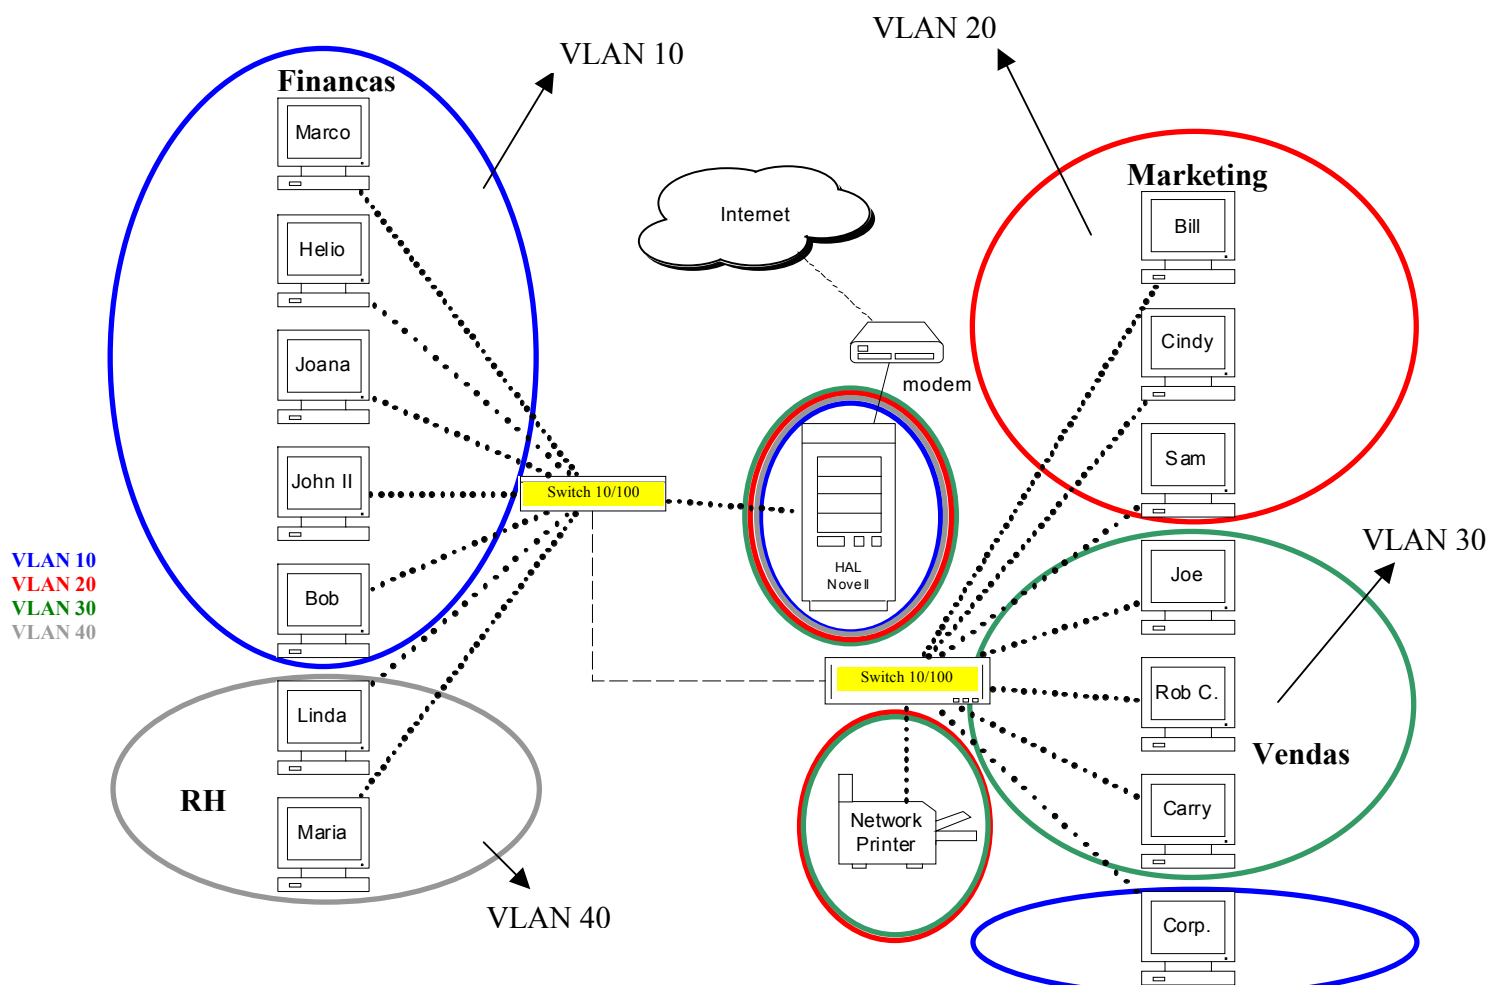 VLAN 20
VLAN 10
Financas
Marco
Helio
Joana
John II
Bob
Linda
RH
Maria
VLAN 40
VLAN 10
VLAN 20
VLAN 30
VLAN 40
Internet
modem
Switch 10/100
HAL
Novell
Switch 10/100
Network
Printer
Marketing
Bill
Cindy
Sam
VLAN 30
Joe
Rob C.
Vendas
Carry
Corp.